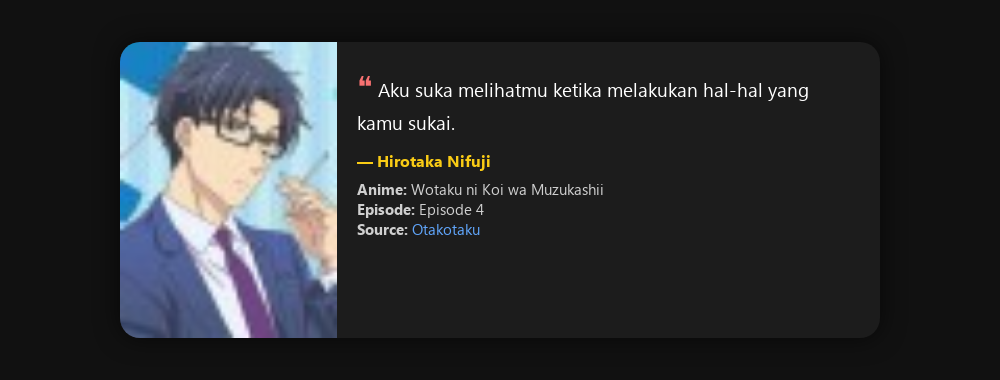 ❝ Aku suka melihatmu ketika melakukan hal-hal yang
kamu sukai.
— Hirotaka Nifuji
Anime: Wotaku ni Koi wa Muzukashii
Episode: Episode 4
Source: Otakotaku